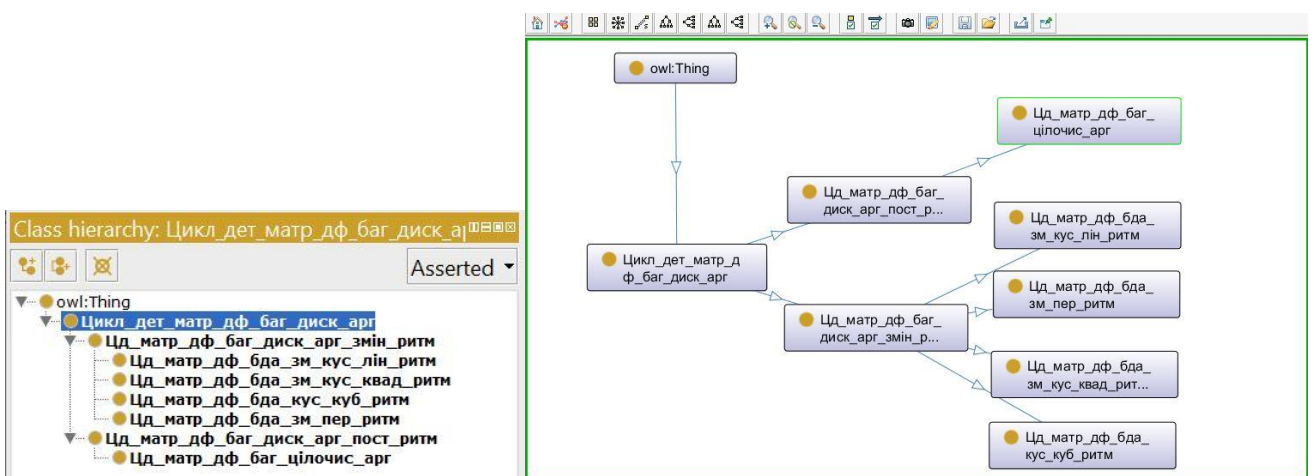 Class hierarchy: Цикл_дет_матр_дф_баг_диск_а
Asserted
owl:Thing
Цикл_дет_матр_дф_баг_диск_арг
Цд_матр_дф_баг_диск_арг_змін_ритм
Цд_матр_дф_бда_зм_кус_лін_ритм
Цд_матр_дф_бда_зм_кус_квад_ритм
Цд_матр_дф_бда_кус_куб_ритм
Цд_матр_дф_бда_зм_пер_ритм
Цд_матр_дф_баг_диск_арг_пост_ритм
Цд_матр_дф_баг_цілочис_арг
owl:Thing
Цд_матр_дф_баг_
цілочис_арг
Цд_матр_дф_баг_
диск_арг_пост_р...
Цд_матр_дф_бда_
зм_кус_лін_ритм
Цикл_дет_матр_д
ф_баг_диск_арг
Цд_матр_дф_бда_
зм_пер_ритм
Цд_матр_дф_баг_
диск_арг_змін_р...
Цд_матр_дф_бда_
зм_кус_квад_рит...
Цд_матр_дф_бда_
кус_куб_ритм